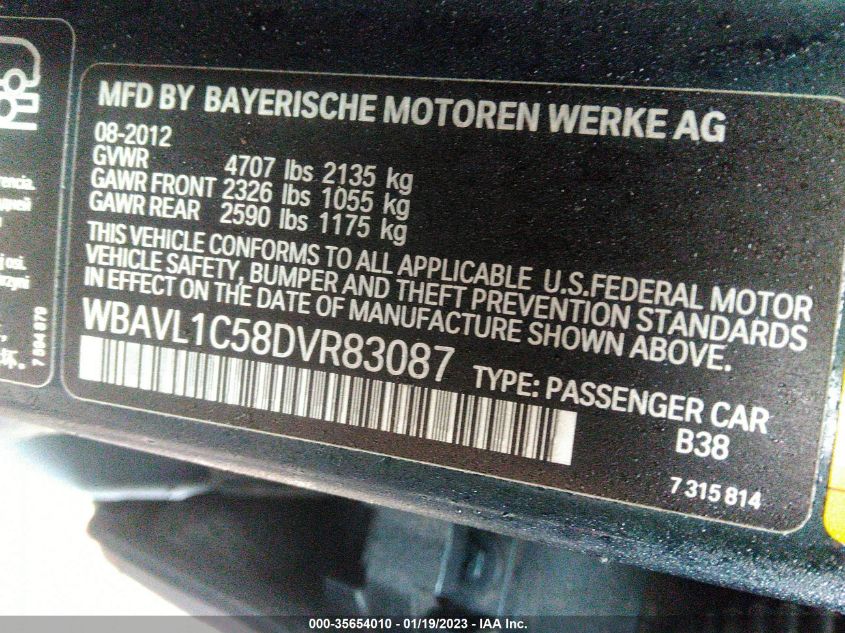 MFD BY BAYERISCHE MOTOREN WERKE AG
08-2012
GVWR 4707 lbs 2135 kg
GAWR FRONT 2326 lbs 1055 kg
GAWR REAR 2590 lbs 1175 kg
THIS VEHICLE CONFORMS TO ALL APPLICABLE U.S.FEDERAL MOTOR
VEHICLE SAFETY, BUMPER AND THEFT PREVENTION STANDARDS
IN EFFECT ON THE DATE OF MANUFACTURE SHOWN ABOVE.
WBAVL1C58DVR83087 TYPE: PASSENGER CAR
B38
7 315 814
000-35654010 - 01/19/2023 - IAA Inc.